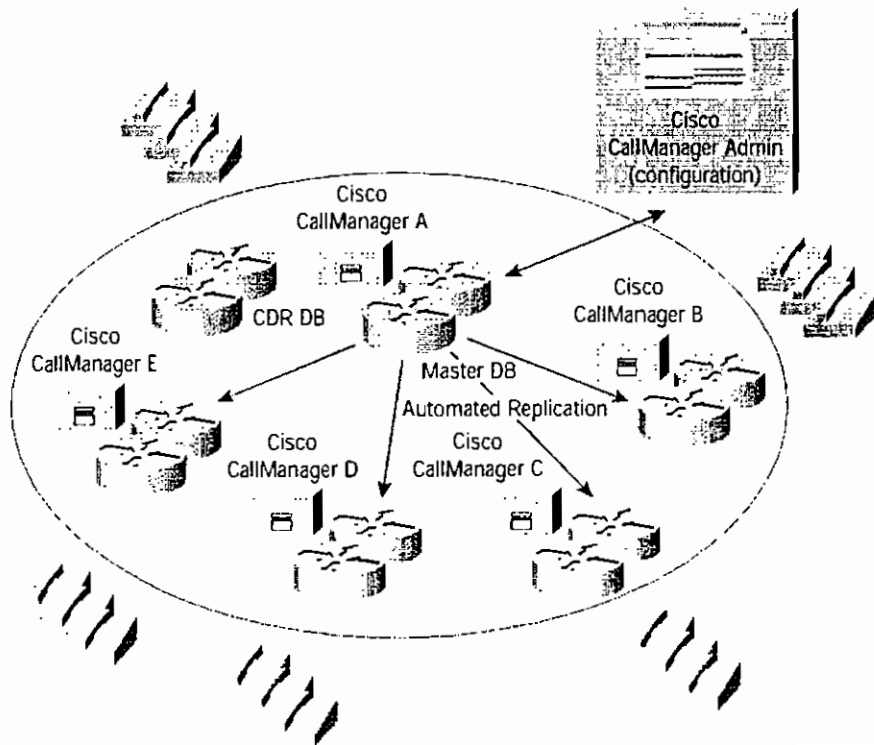 Cisco
CallManager Admin
(configuration)
Cisco
CallManager A
CDR DB
Cisco
CallManager B
Cisco
CallManager E
Master DB
Automated Replication
Cisco
CallManager D
Cisco
CallManager C